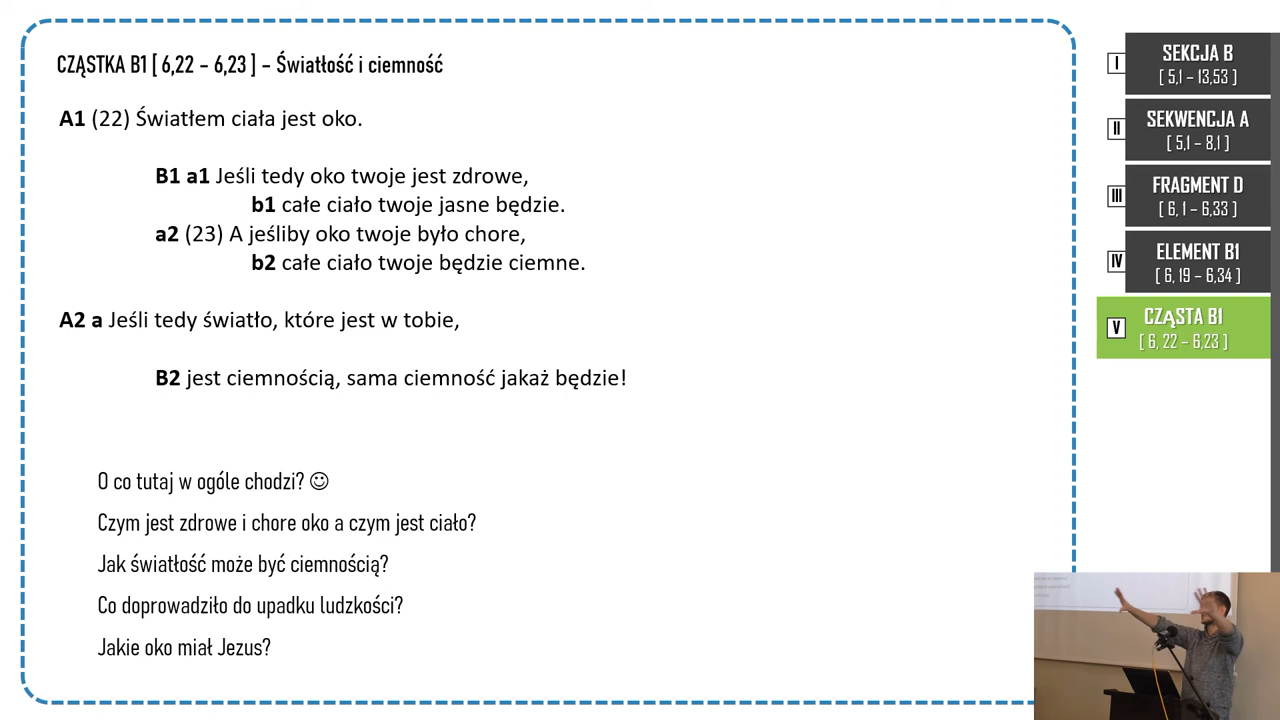 CZĄSTKA B1 [ 6,22 – 6,23 ] – Światłość i ciemność
A1 (22) Światłem ciała jest oko.
B1 a1 Jeśli tedy oko twoje jest zdrowe,
b1 całe ciało twoje jasne będzie.
a2 (23) A jeśliby oko twoje było chore,
b2 całe ciało twoje będzie ciemne.
A2 a Jeśli tedy światło, które jest w tobie,
B2 jest ciemnością, sama ciemność jakaż będzie!
O co tutaj w ogóle chodzi? ☺
Czym jest zdrowe i chore oko a czym jest ciało?
Jak światłość może być ciemnością?
Co doprowadziło do upadku ludzkości?
Jakie oko miał Jezus?
I
SEKCJA B
[ 5,1 – 13,53 ]
II
SEKWENCJA A
[ 5,1 – 8,1 ]
III
FRAGMENT D
[ 6, 1 – 6,33 ]
IV
ELEMENT B1
[ 6, 19 – 6,34 ]
V
CZĄSTA B1
[ 6, 22 – 6,23 ]